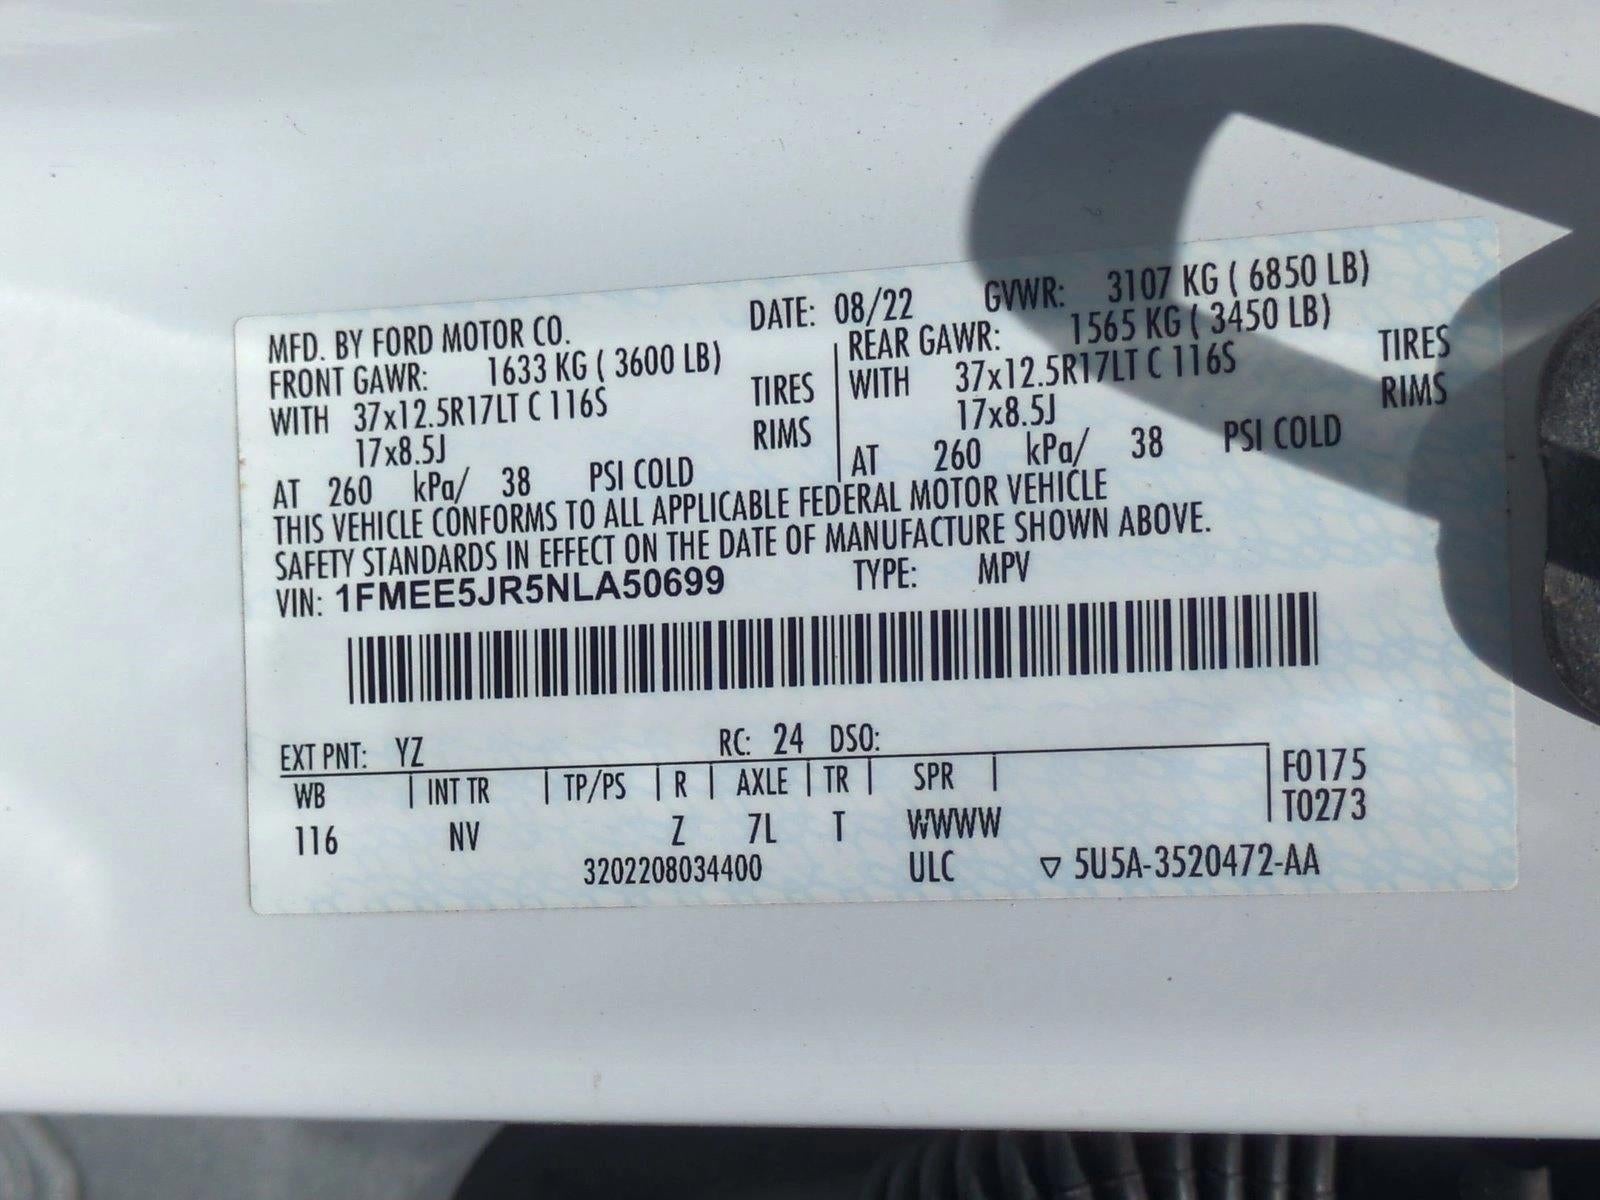 MFD. BY FORD MOTOR CO. DATE: 08/22 GVWR: 3107 KG ( 6850 LB)
FRONT GAWR: 1633 KG ( 3600 LB) REAR GAWR: 1565 KG ( 3450 LB)
WITH 37x12.5R17LT C 116S TIRES WITH 37x12.5R17LT C 116S TIRES
17x8.5J RIMS 17x8.5J RIMS
AT 260 kPa/ 38 PSI COLD AT 260 kPa/ 38 PSI COLD
THIS VEHICLE CONFORMS TO ALL APPLICABLE FEDERAL MOTOR VEHICLE
SAFETY STANDARDS IN EFFECT ON THE DATE OF MANUFACTURE SHOWN ABOVE.
VIN: 1FMEE5JR5NLA50699 TYPE: MPV
EXT PNT: YZ RC: 24 DSO:
WB INT TR TP/PS R AXLE TR SPR F0175
116 NV Z 7L T WWWW T0273
3202208034400 ULC ▽ 5U5A-3520472-AA